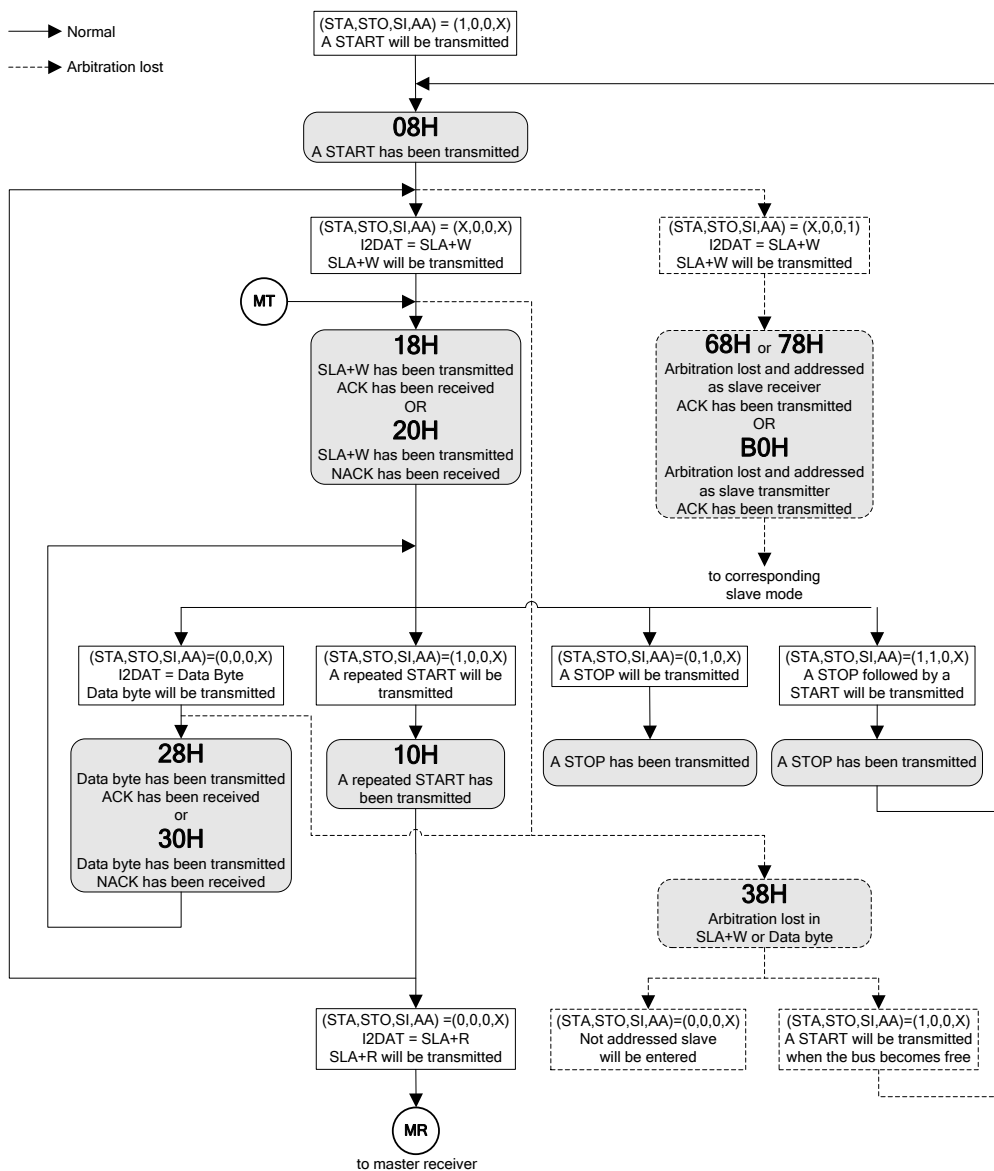 Normal
Arbitration lost
(STA,STO,SI,AA) = (1,0,0,X)
A START will be transmitted
08H
A START has been transmitted
(STA,STO,SI,AA) = (X,0,0,X)
I2DAT = SLA+W
SLA+W will be transmitted
(STA,STO,SI,AA) = (X,0,0,1)
I2DAT = SLA+W
SLA+W will be transmitted
MT
18H
SLA+W has been transmitted
ACK has been received
OR
20H
SLA+W has been transmitted
NACK has been received
68H or 78H
Arbitration lost and addressed
as slave receiver
ACK has been transmitted
OR
B0H
Arbitration lost and addressed
as slave transmitter
ACK has been transmitted
to corresponding
slave mode
(STA,STO,SI,AA)=(0,0,0,X)
I2DAT = Data Byte
Data byte will be transmitted
(STA,STO,SI,AA)=(1,0,0,X)
A repeated START will be
transmitted
(STA,STO,SI,AA)=(0,1,0,X)
A STOP will be transmitted
(STA,STO,SI,AA)=(1,1,0,X)
A STOP followed by a
START will be transmitted
28H
Data byte has been transmitted
ACK has been received
or
30H
Data byte has been transmitted
NACK has been received
10H
A repeated START has
been transmitted
A STOP has been transmitted
A STOP has been transmitted
38H
Arbitration lost in
SLA+W or Data byte
(STA,STO,SI,AA) =(0,0,0,X)
I2DAT = SLA+R
SLA+R will be transmitted
(STA,STO,SI,AA)=(0,0,0,X)
Not addressed slave
will be entered
(STA,STO,SI,AA)=(1,0,0,X)
A START will be transmitted
when the bus becomes free
MR
to master receiver